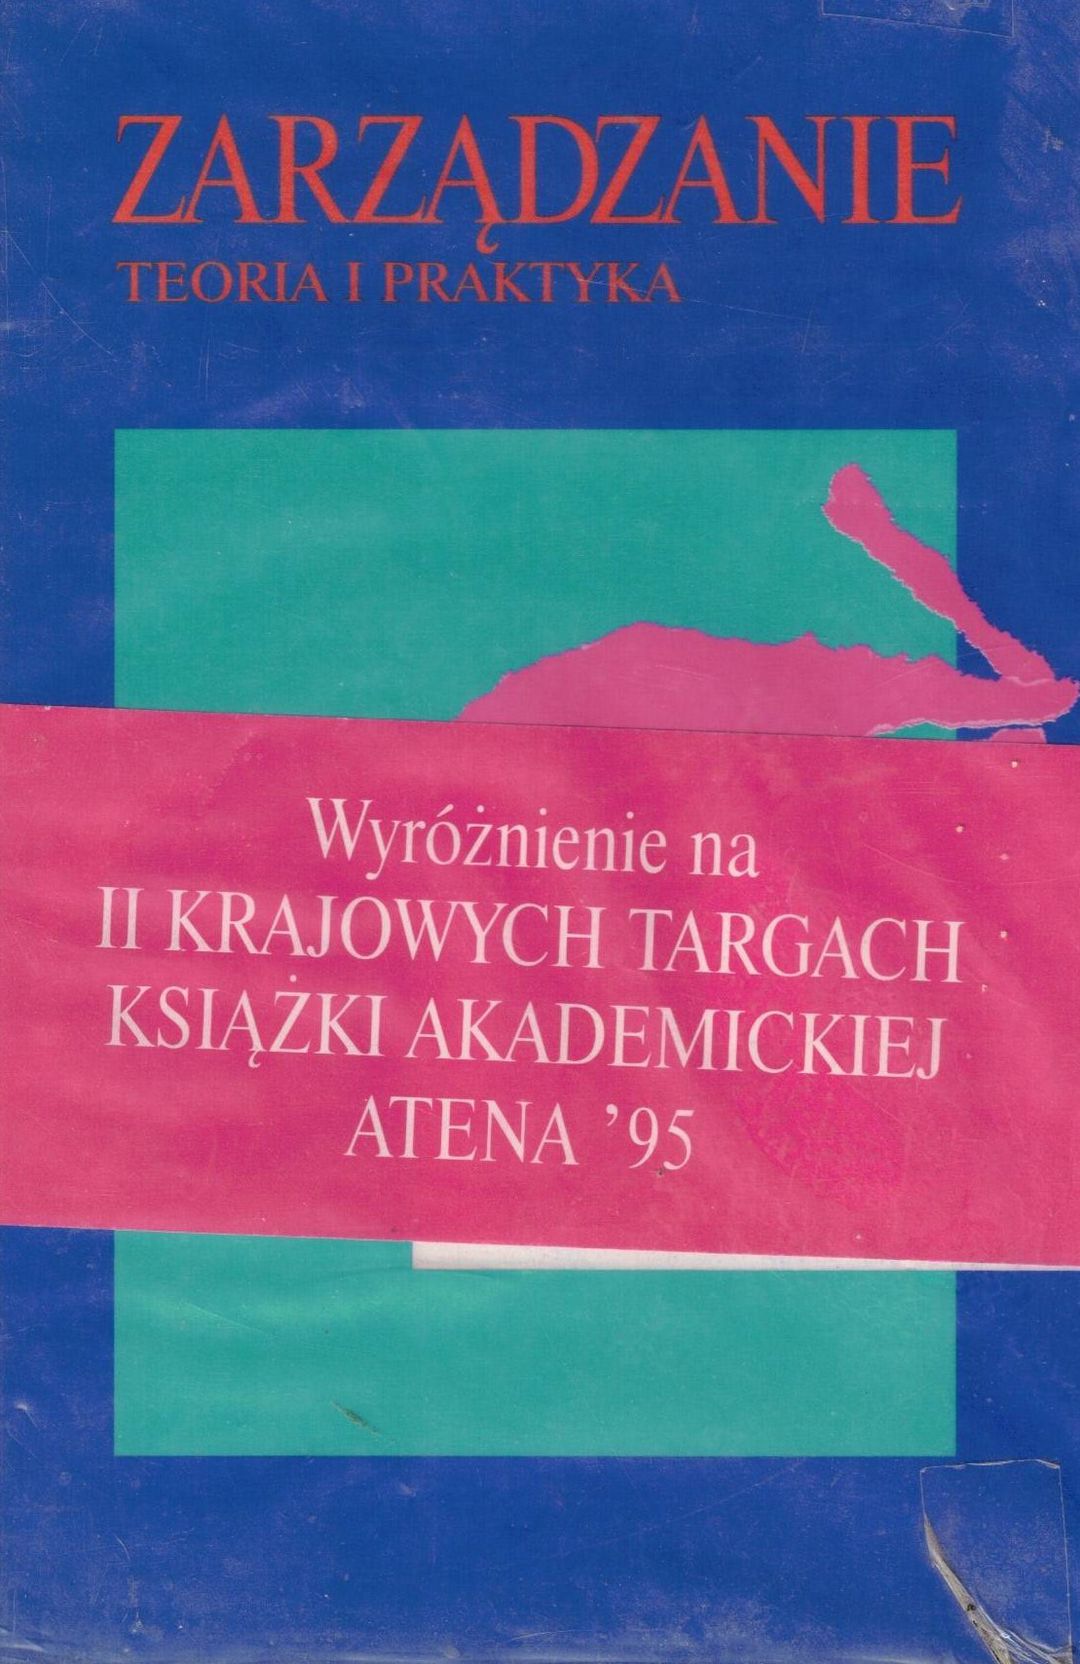 ZARZĄDZANIE
TEORIA I PRAKTYKA
Wyróżnienie na
II KRAJOWYCH TARGACH
KSIĄŻKI AKADEMICKIEJ
ATENA ’95